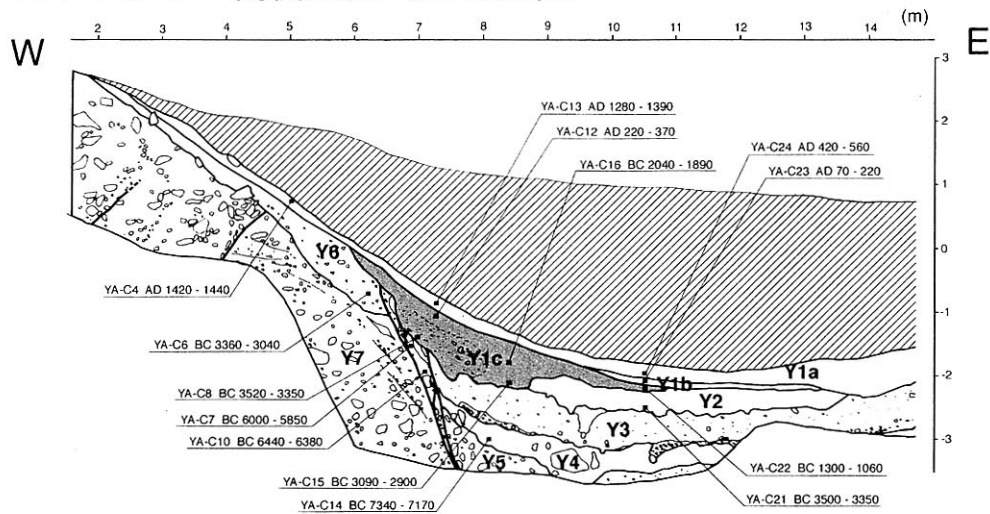 (m)
2 3 4 5 6 7 8 9 10 11 12 13 14
W
E
3
2
1
0
-1
-2
-3
YA-C13 AD 1280 - 1390
YA-C12 AD 220 - 370
YA-C16 BC 2040 - 1890
YA-C24 AD 420 - 560
YA-C23 AD 70 - 220
Y6
YA-C4 AD 1420 - 1440
YA-C6 BC 3360 - 3040
Y7
Y1c
Y1a
Y1b
Y2
YA-C8 BC 3520 - 3350
YA-C7 BC 6000 - 5850
YA-C10 BC 6440 - 6380
Y3
Y5
Y4
YA-C15 BC 3090 - 2900
YA-C14 BC 7340 - 7170
YA-C22 BC 1300 - 1060
YA-C21 BC 3500 - 3350